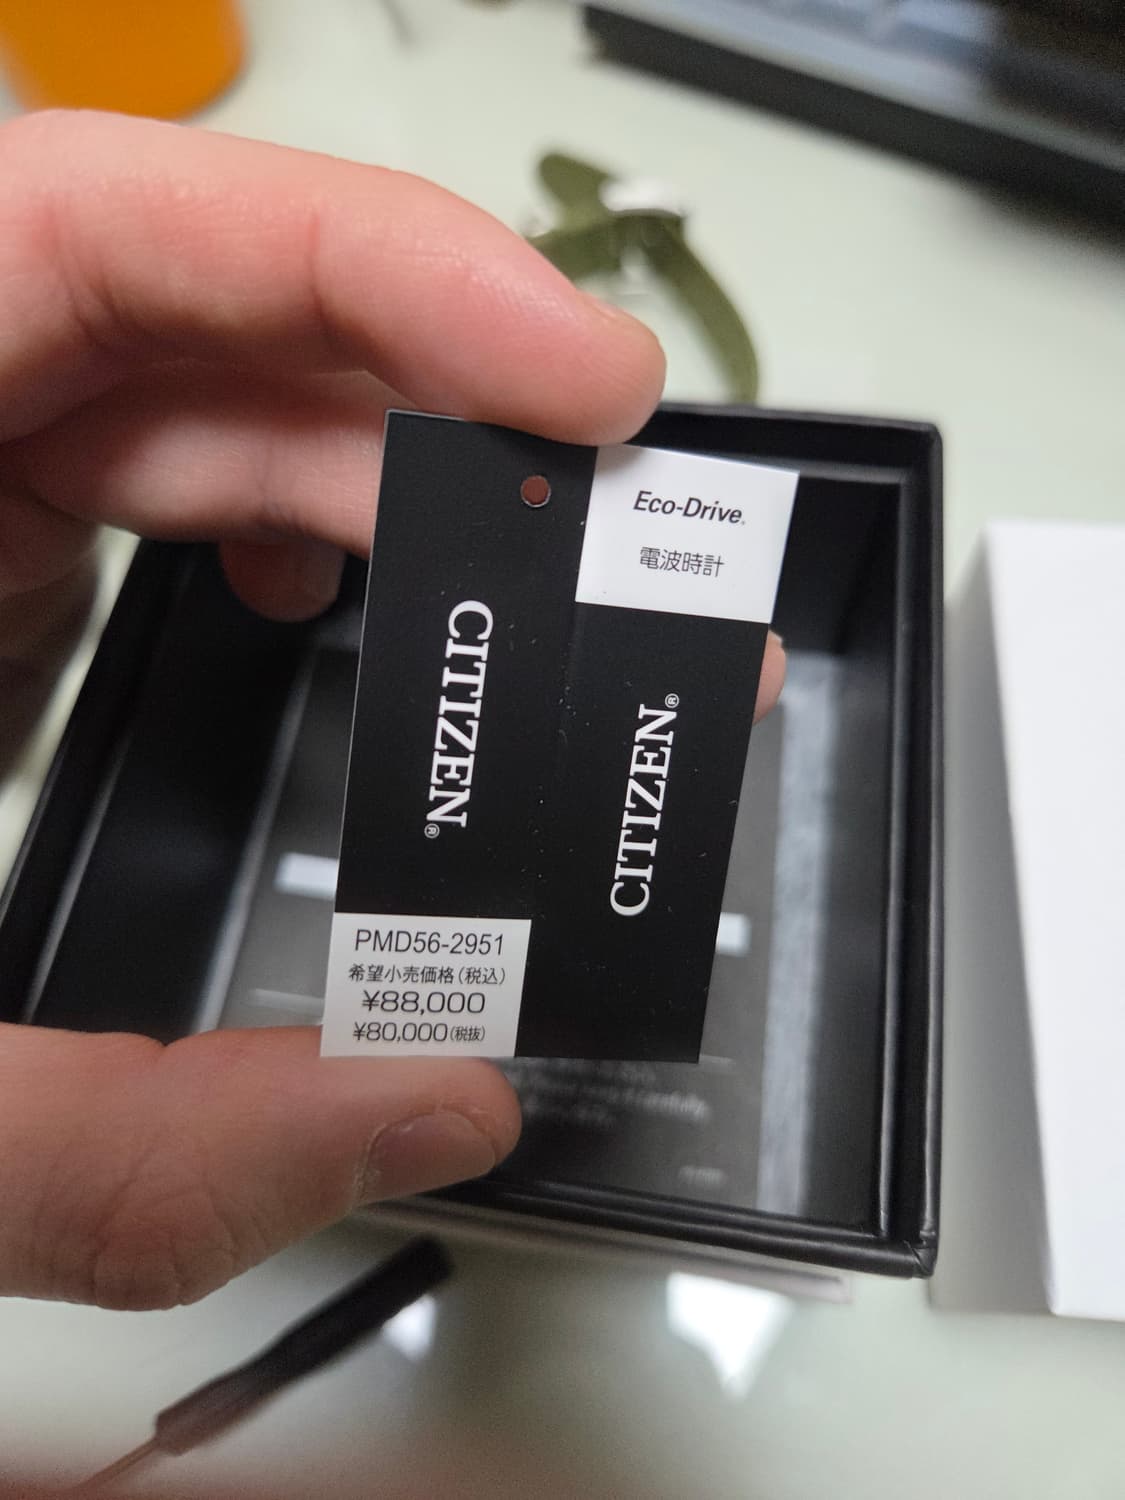 CITIZEN®
PMD56-2951
希望小売価格(税込)
¥88,000
¥80,000(税抜)
Eco-Drive®
電波時計
CITIZEN®